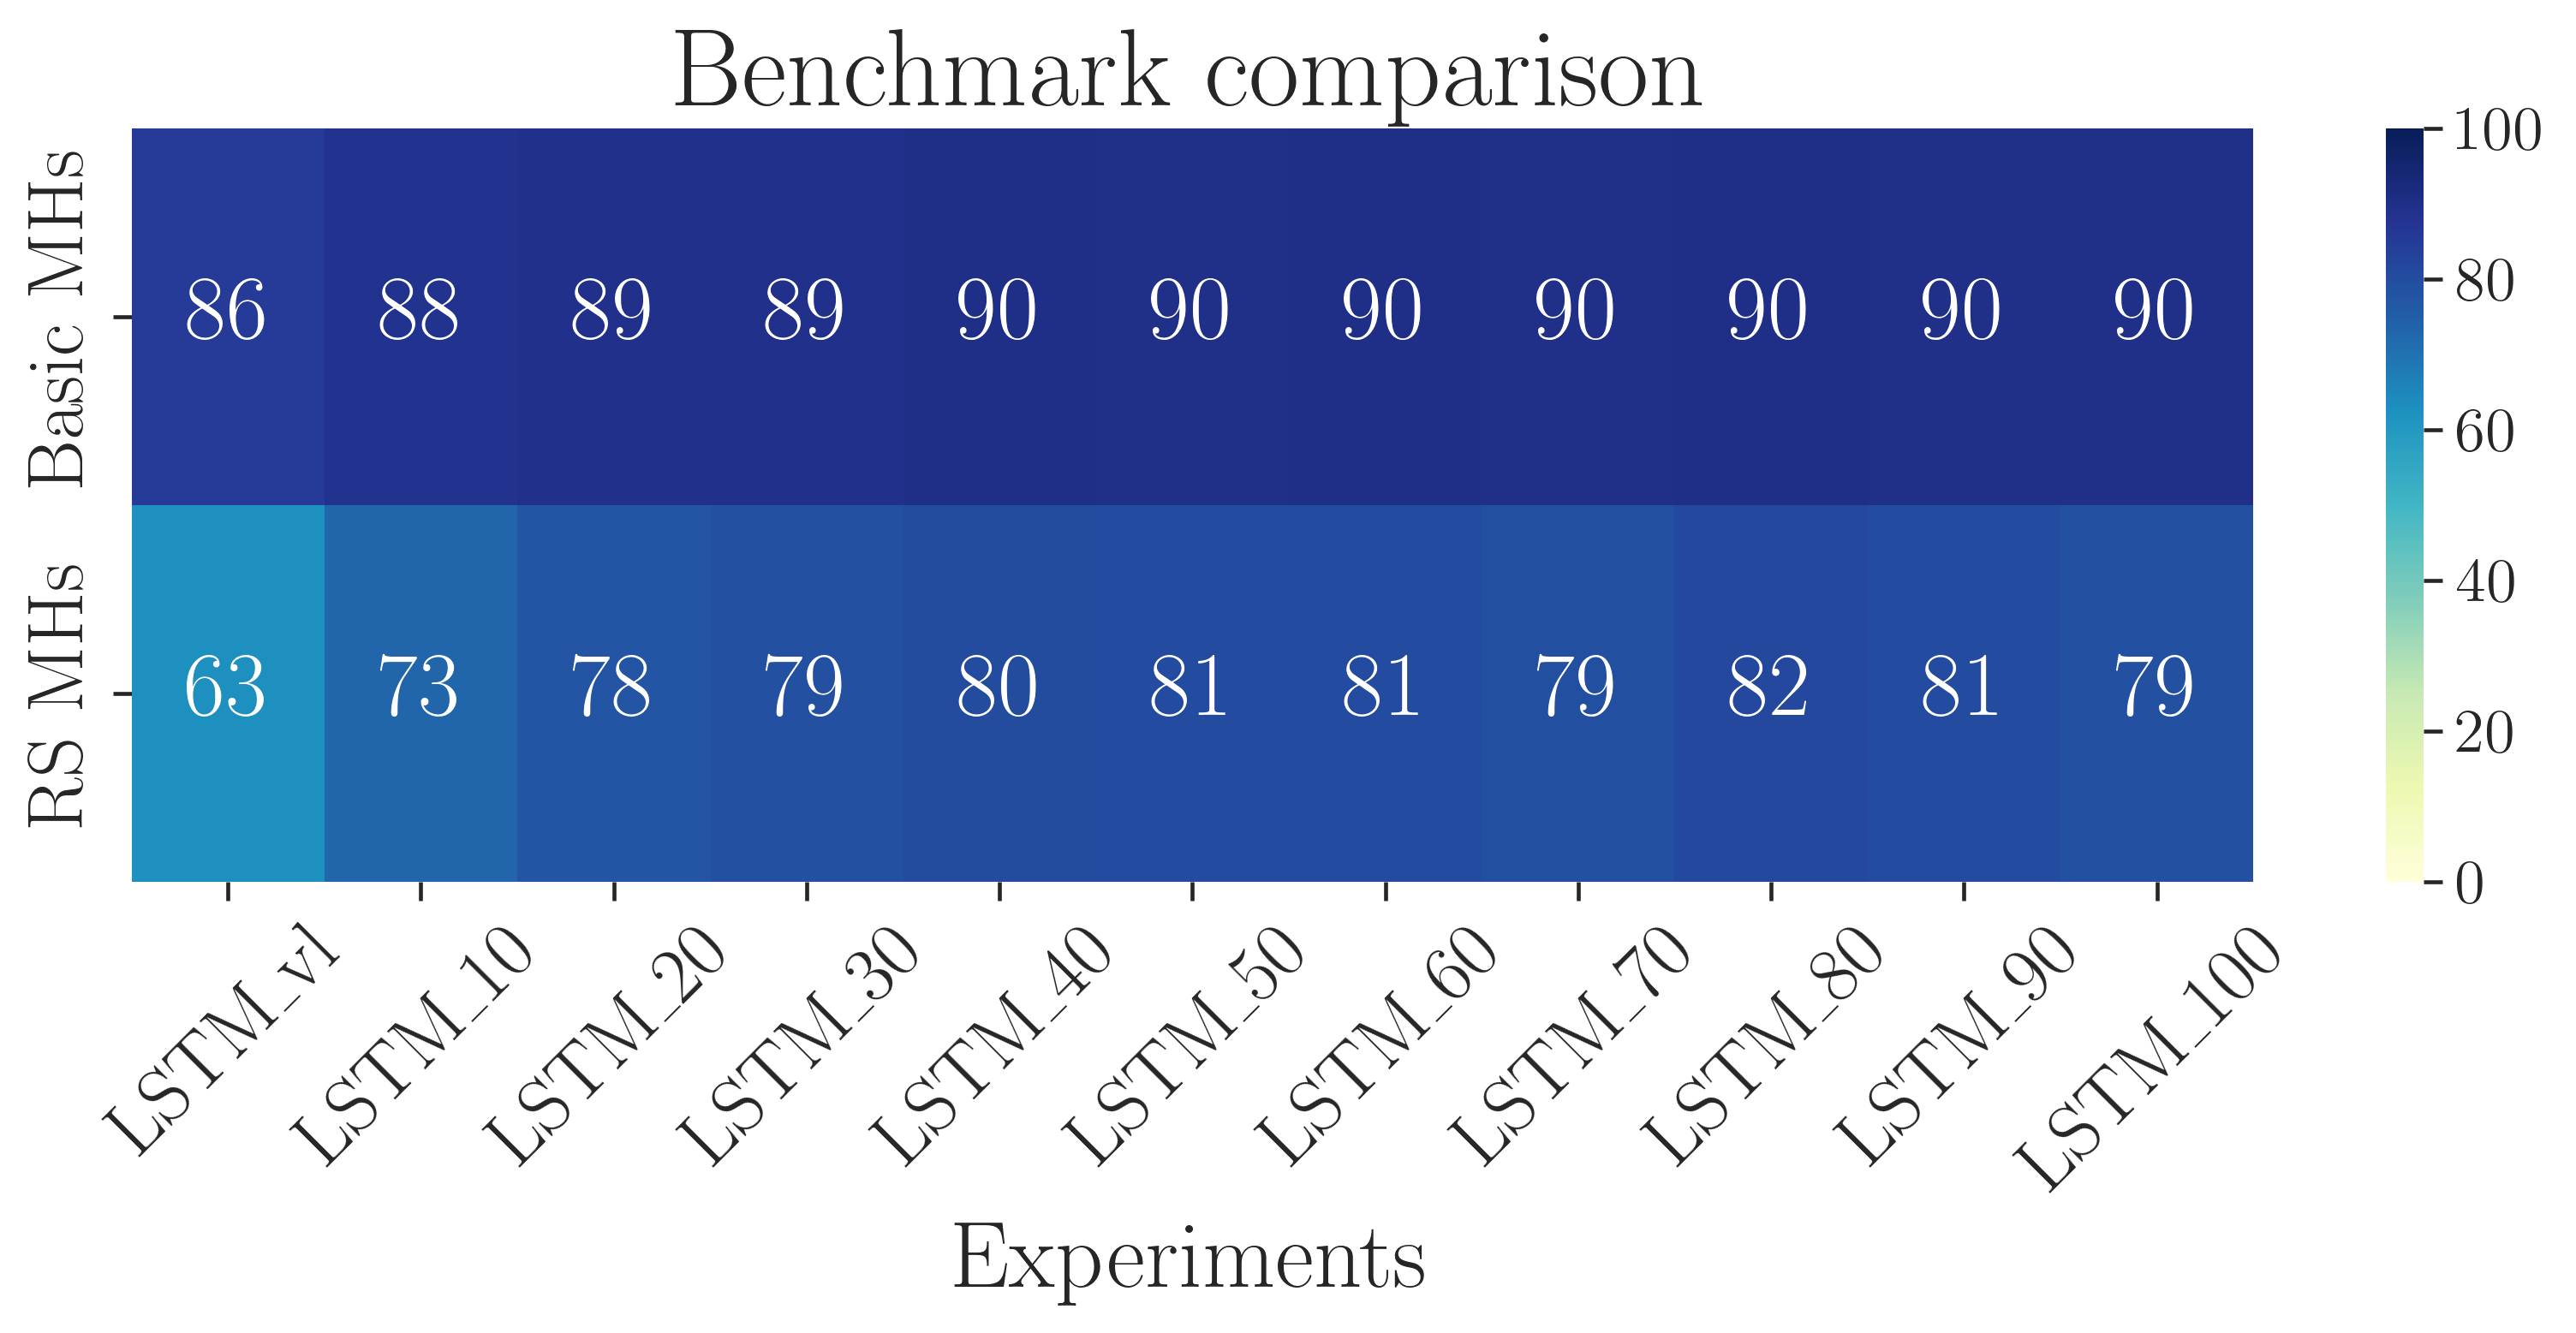 Benchmark comparison
Basic MHs
86 88 89 89 90 90 90 90 90 90 90
RS MHs
63 73 78 79 80 81 81 79 82 81 79
LSTM_vl LSTM_10 LSTM_20 LSTM_30 LSTM_40 LSTM_50 LSTM_60 LSTM_70 LSTM_80 LSTM_90 LSTM_100
Experiments
100
80
60
40
20
0